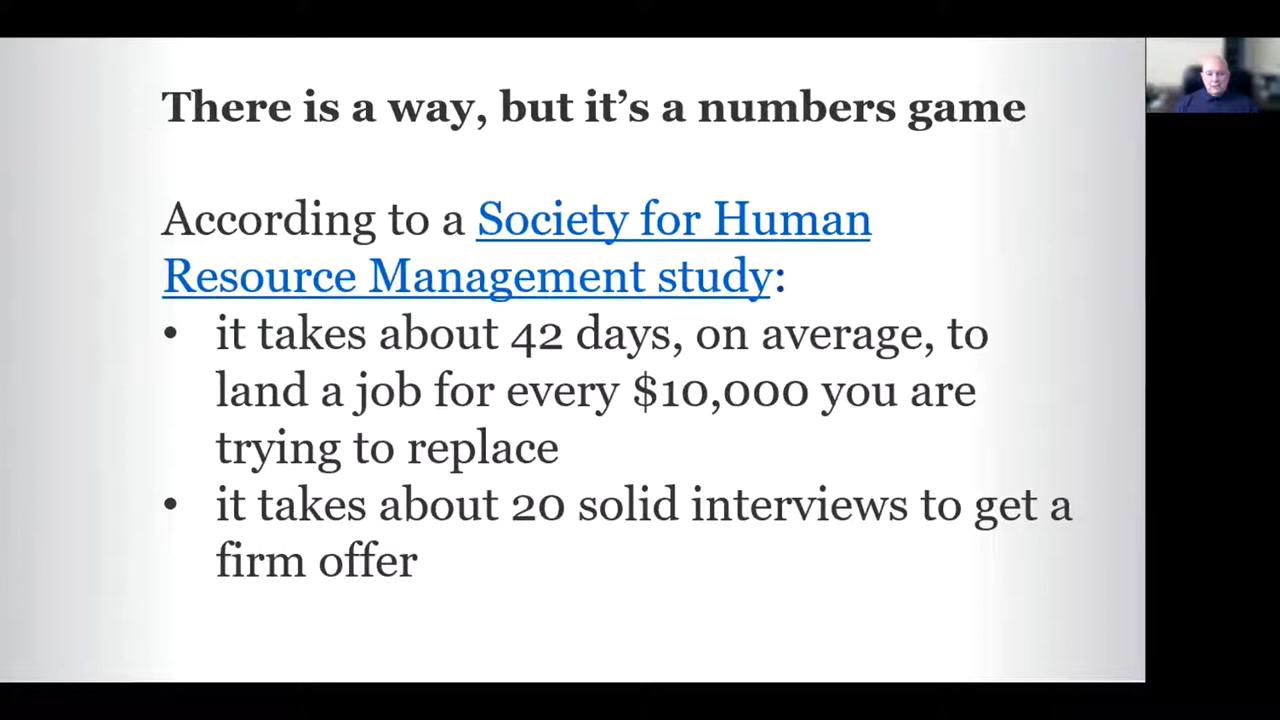 There is a way, but it’s a numbers game
According to a Society for Human
Resource Management study:
• it takes about 42 days, on average, to
land a job for every $10,000 you are
trying to replace
• it takes about 20 solid interviews to get a
firm offer